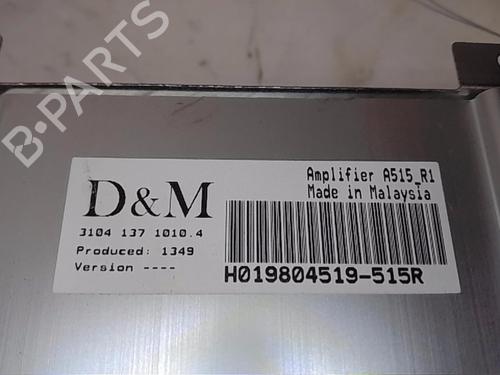 B-PARTS
D&M
3104 137 1010.4
Produced: 1349
Version ----
Amplifier A515_R1
Made in Malaysia
H019804519-515R